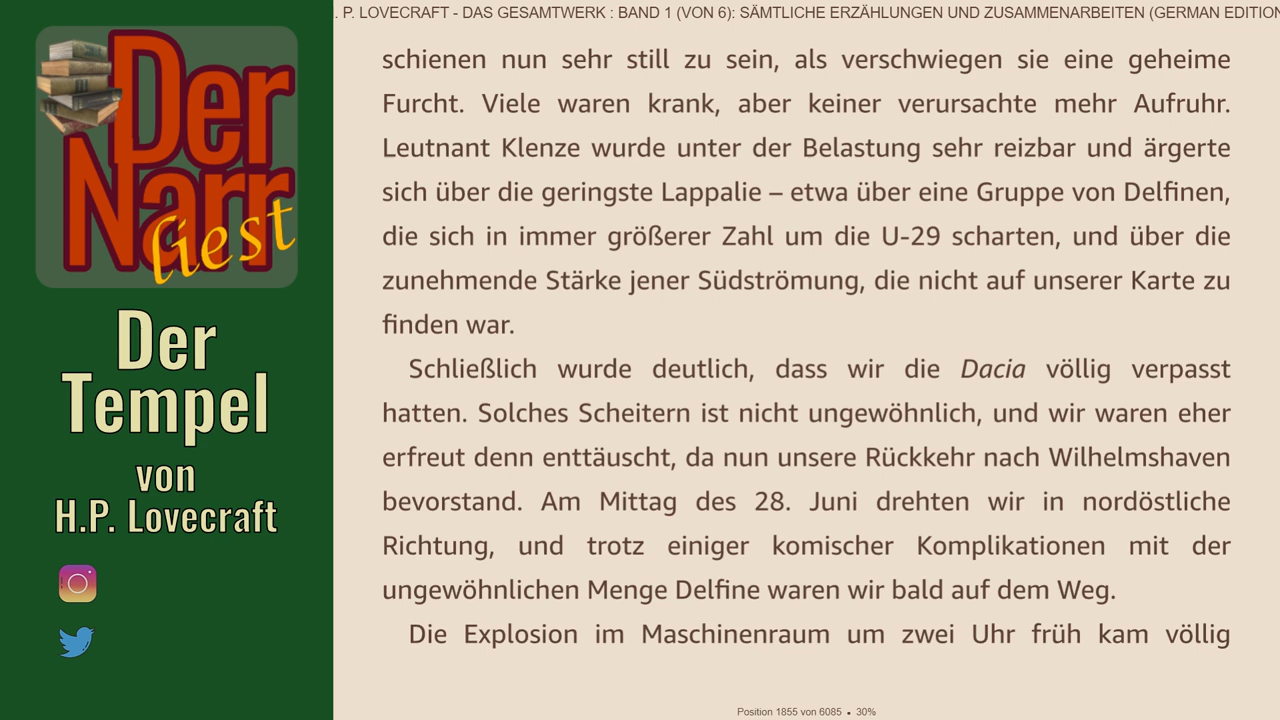 Der
Narr
liest
Der
Tempel
von
H.P. Lovecraft
. P. LOVECRAFT - DAS GESAMTWERK : BAND 1 (VON 6): SÄMTLICHE ERZÄHLUNGEN UND ZUSAMMENARBEITEN (GERMAN EDITION
schienen nun sehr still zu sein, als verschwiegen sie eine geheime
Furcht. Viele waren krank, aber keiner verursachte mehr Aufruhr.
Leutnant Klenze wurde unter der Belastung sehr reizbar und ärgerte
sich über die geringste Lappalie – etwa über eine Gruppe von Delfinen,
die sich in immer größerer Zahl um die U-29 scharten, und über die
zunehmende Stärke jener Südströmung, die nicht auf unserer Karte zu
finden war.
Schließlich wurde deutlich, dass wir die Dacia völlig verpasst
hatten. Solches Scheitern ist nicht ungewöhnlich, und wir waren eher
erfreut denn enttäuscht, da nun unsere Rückkehr nach Wilhelmshaven
bevorstand. Am Mittag des 28. Juni drehten wir in nordöstliche
Richtung, und trotz einiger komischer Komplikationen mit der
ungewöhnlichen Menge Delfine waren wir bald auf dem Weg.
Die Explosion im Maschinenraum um zwei Uhr früh kam völlig
Position 1855 von 6085 • 30%